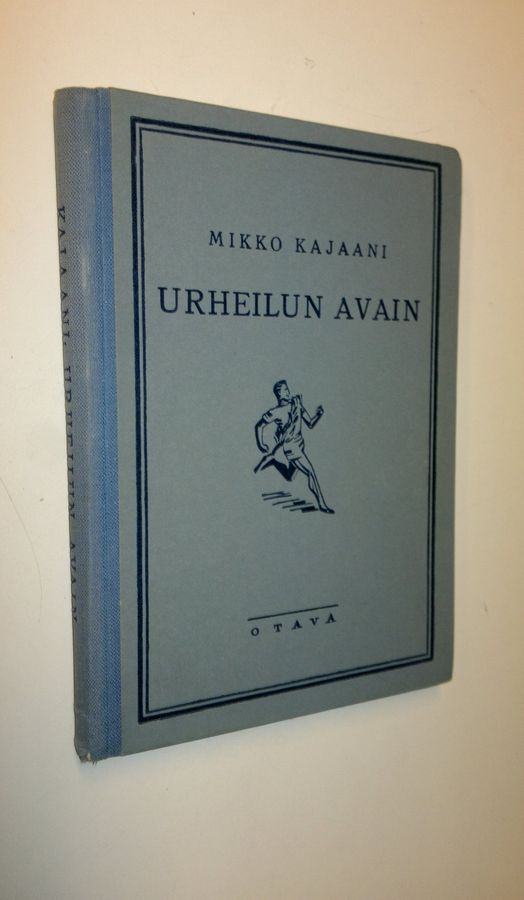 MIKKO KAJAANI
URHEILUN AVAIN
OTAVA
KAJAANI: URHEILUN AVAIN